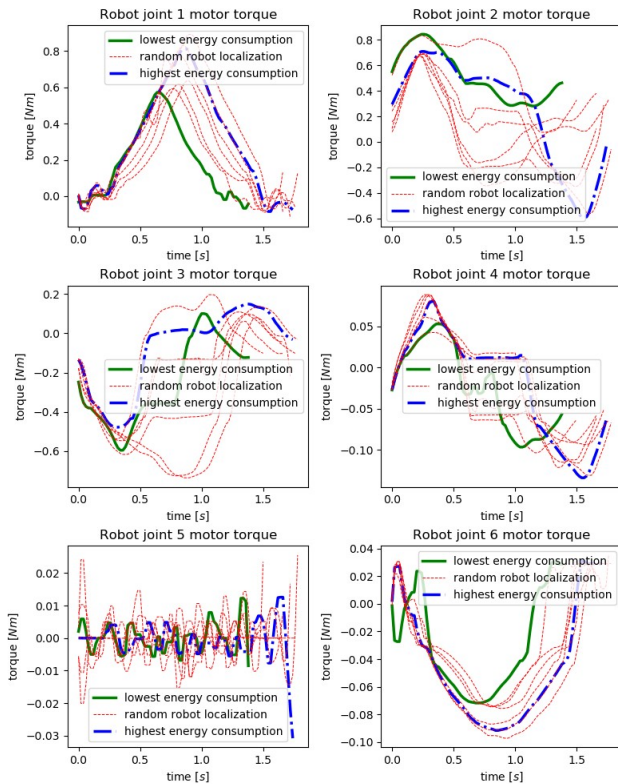 Robot joint 1 motor torque
torque [Nm]
0.8
0.6
0.4
0.2
0.0
lowest energy consumption
random robot localization
highest energy consumption
0.0 0.5 1.0 1.5
time [s]
Robot joint 2 motor torque
torque [Nm]
0.8
0.6
0.4
0.2
0.0
−0.2
−0.4
−0.6
lowest energy consumption
random robot localization
highest energy consumption
0.0 0.5 1.0 1.5
time [s]
Robot joint 3 motor torque
torque [Nm]
0.2
0.0
−0.2
−0.4
−0.6
lowest energy consumption
random robot localization
highest energy consumption
0.0 0.5 1.0 1.5
time [s]
Robot joint 4 motor torque
torque [Nm]
0.05
0.00
−0.05
−0.10
lowest energy consumption
random robot localization
highest energy consumption
0.0 0.5 1.0 1.5
time [s]
Robot joint 5 motor torque
torque [Nm]
0.02
0.01
0.00
−0.01
−0.02
−0.03
lowest energy consumption
random robot localization
highest energy consumption
0.0 0.5 1.0 1.5
time [s]
Robot joint 6 motor torque
torque [Nm]
0.04
0.02
0.00
−0.02
−0.04
−0.06
−0.08
−0.10
lowest energy consumption
random robot localization
highest energy consumption
0.0 0.5 1.0 1.5
time [s]